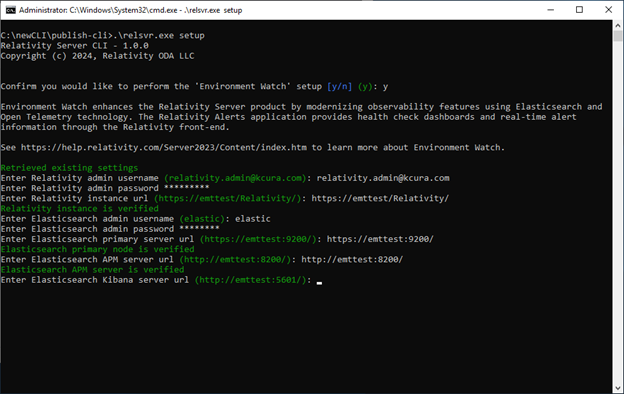 Administrator: C:\Windows\System32\cmd.exe - .\relsvr.exe  setup
C:\newCLI\publish-cli>.\relsvr.exe setup
Relativity Server CLI - 1.0.0
Copyright (c) 2024, Relativity ODA LLC
Confirm you would like to perform the 'Environment Watch' setup [y/n] (y): y
Environment Watch enhances the Relativity Server product by modernizing observability features using Elasticsearch and
Open Telemetry technology. The Relativity Alerts application provides health check dashboards and real-time alert
information through the Relativity front-end.
See https://help.relativity.com/Server2023/Content/index.htm to learn more about Environment Watch.
Retrieved existing settings
Enter Relativity admin username (relativity.admin@kcura.com): relativity.admin@kcura.com
Enter Relativity admin password *********
Enter Relativity instance url (https://emttest/Relativity/): https://emttest/Relativity/
Relativity instance is verified
Enter Elasticsearch admin username (elastic): elastic
Enter Elasticsearch admin password ********
Enter Elasticsearch primary server url (https://emttest:9200/): https://emttest:9200/
Elasticsearch primary node is verified
Enter Elasticsearch APM server url (http://emttest:8200/): http://emttest:8200/
Elasticsearch APM server is verified
Enter Elasticsearch Kibana server url (http://emttest:5601/):